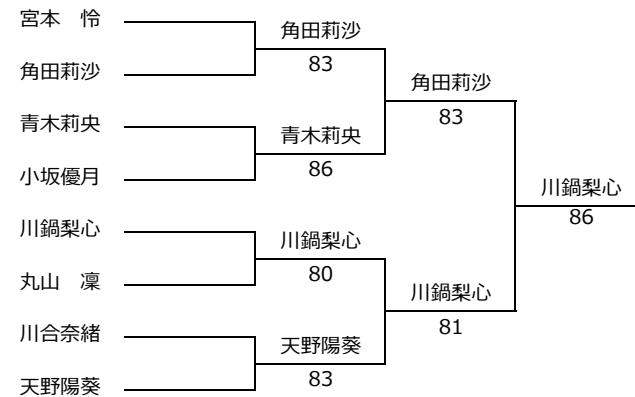 宮本　怜
角田莉沙
角田莉沙
83
角田莉沙
83
青木莉央
青木莉央
86
小坂優月
川鍋梨心
86
川鍋梨心
川鍋梨心
80
丸山　凜
川鍋梨心
81
川合奈緒
天野陽葵
83
天野陽葵